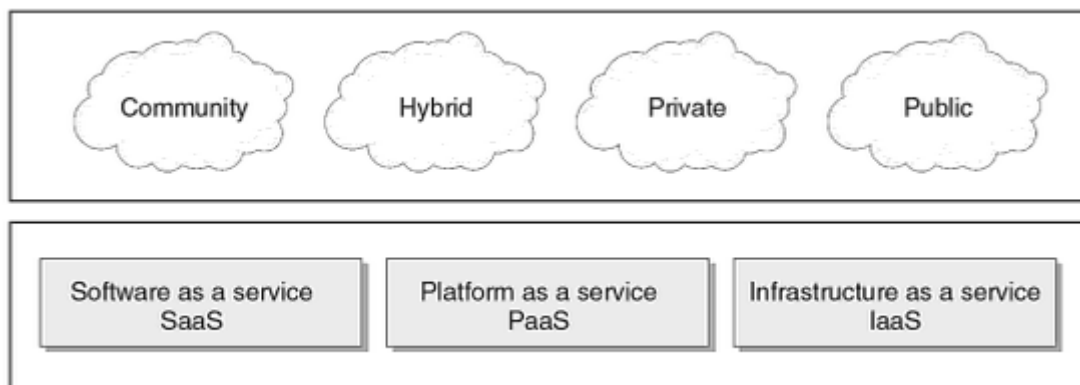 Community
Hybrid
Private
Public
Software as a service
SaaS
Platform as a service
PaaS
Infrastructure as a service
IaaS